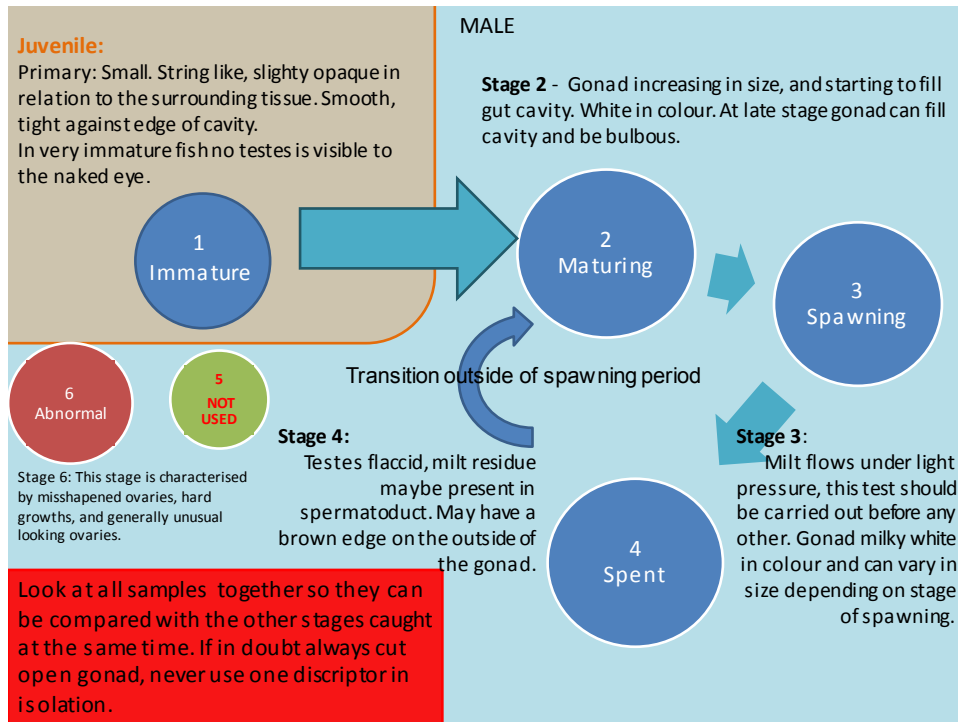 MALE
Juvenile:
Primary: Small. String like, slighty opaque in
relation to the surrounding tissue. Smooth,
tight against edge of cavity.
In very immature fish no testes is visible to
the naked eye.
Stage 2 - Gonad increasing in size, and starting to fill
gut cavity. White in colour. At late stage gonad can fill
cavity and be bulbous.
1
Immature
2
Maturing
3
Spawning
6
Abnormal
5
NOT
USED
Transition outside of spawning period
Stage 6: This stage is characterised
by misshapened ovaries, hard
growths, and generally unusual
looking ovaries.
Stage 4:
Testes flaccid, milt residue
maybe present in
spermatoduct. May have a
brown edge on the outside of
the gonad.
4
Spent
Stage 3:
Milt flows under light
pressure, this test should
be carried out before any
other. Gonad milky white
in colour and can vary in
size depending on stage
of spawning.
Look at all samples together so they can
be compared with the other stages caught
at the same time. If in doubt always cut
open gonad, never use one discriptor in
isolation.